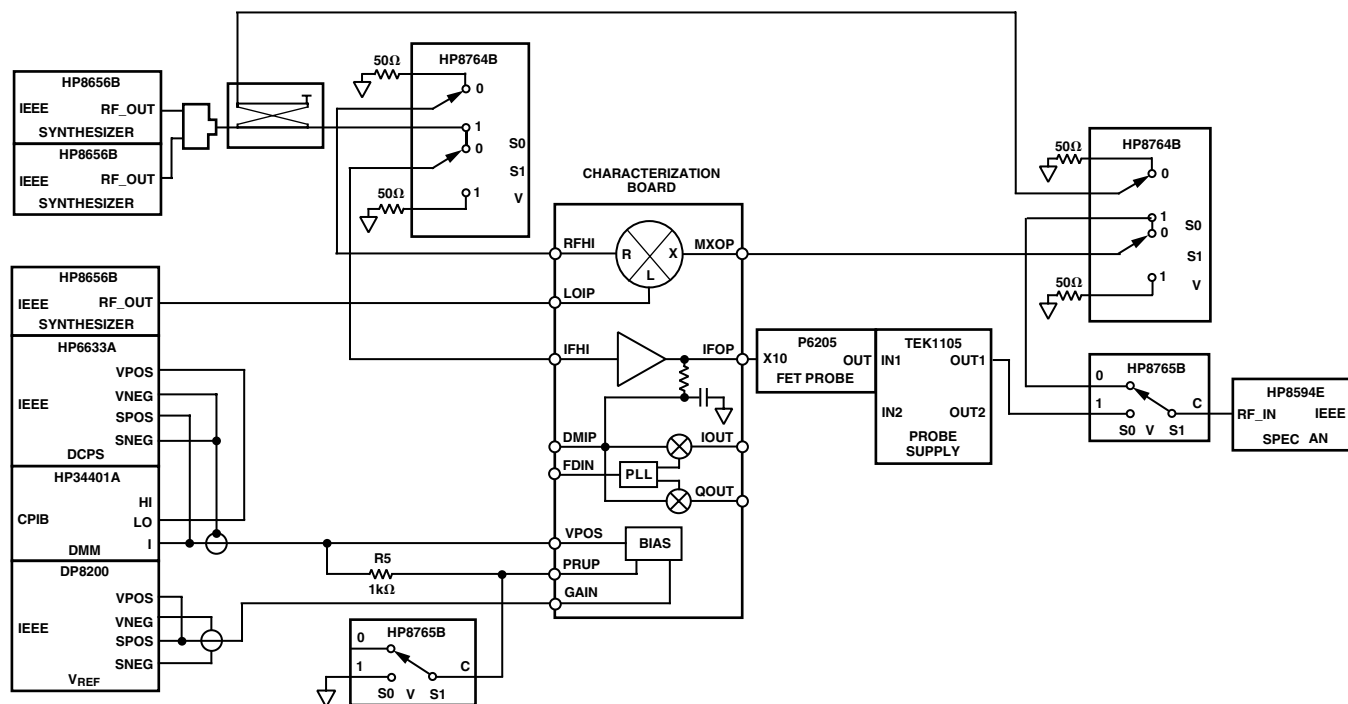 HP8656B
IEEE
RF_OUT
SYNTHESIZER
HP8656B
IEEE
RF_OUT
SYNTHESIZER
50Ω
HP8764B
0
1
0
S0
S1
50Ω
1
V
HP8764B
50Ω
0
1
S0
0
S1
50Ω
1
V
CHARACTERIZATION
BOARD
RFHI
R
X
L
MXOP
LOIP
IFHI
IFOP
DMIP
IOUT
FDIN
PLL
QOUT
VPOS
BIAS
PRUP
GAIN
HP8656B
IEEE
RF_OUT
SYNTHESIZER
HP6633A
VPOS
VNEG
IEEE
SPOS
SNEG
DCPS
HP34401A
HI
CPIB
LO
I
DMM
DP8200
VPOS
VNEG
IEEE
SPOS
SNEG
VREF
R5
1kΩ
HP8765B
0
1
C
S0 V S1
P6205
X10 OUT
FET PROBE
TEK1105
IN1 OUT1
IN2 OUT2
PROBE
SUPPLY
HP8765B
0
1
C
S0 V S1
HP8594E
RF_IN IEEE
SPEC AN